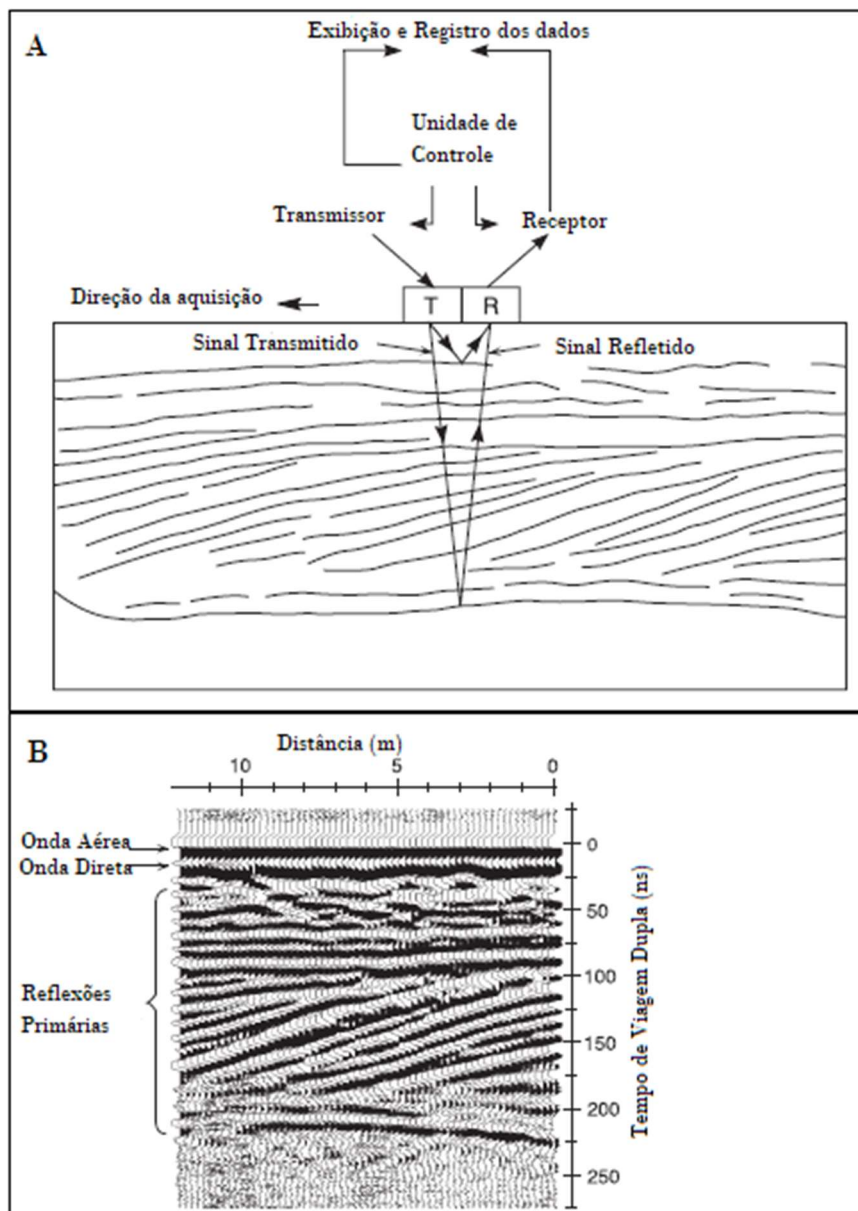 A
Exibição e Registro dos dados
Unidade de
Controle
Transmissor
Receptor
Direção da aquisição
T
R
Sinal Transmitido
Sinal Refletido
B
Distância (m)
10
5
0
Onda Aérea
Onda Direta
Reflexões
Primárias
0
50
100
150
200
250
Tempo de Viagem Dupla (ns)